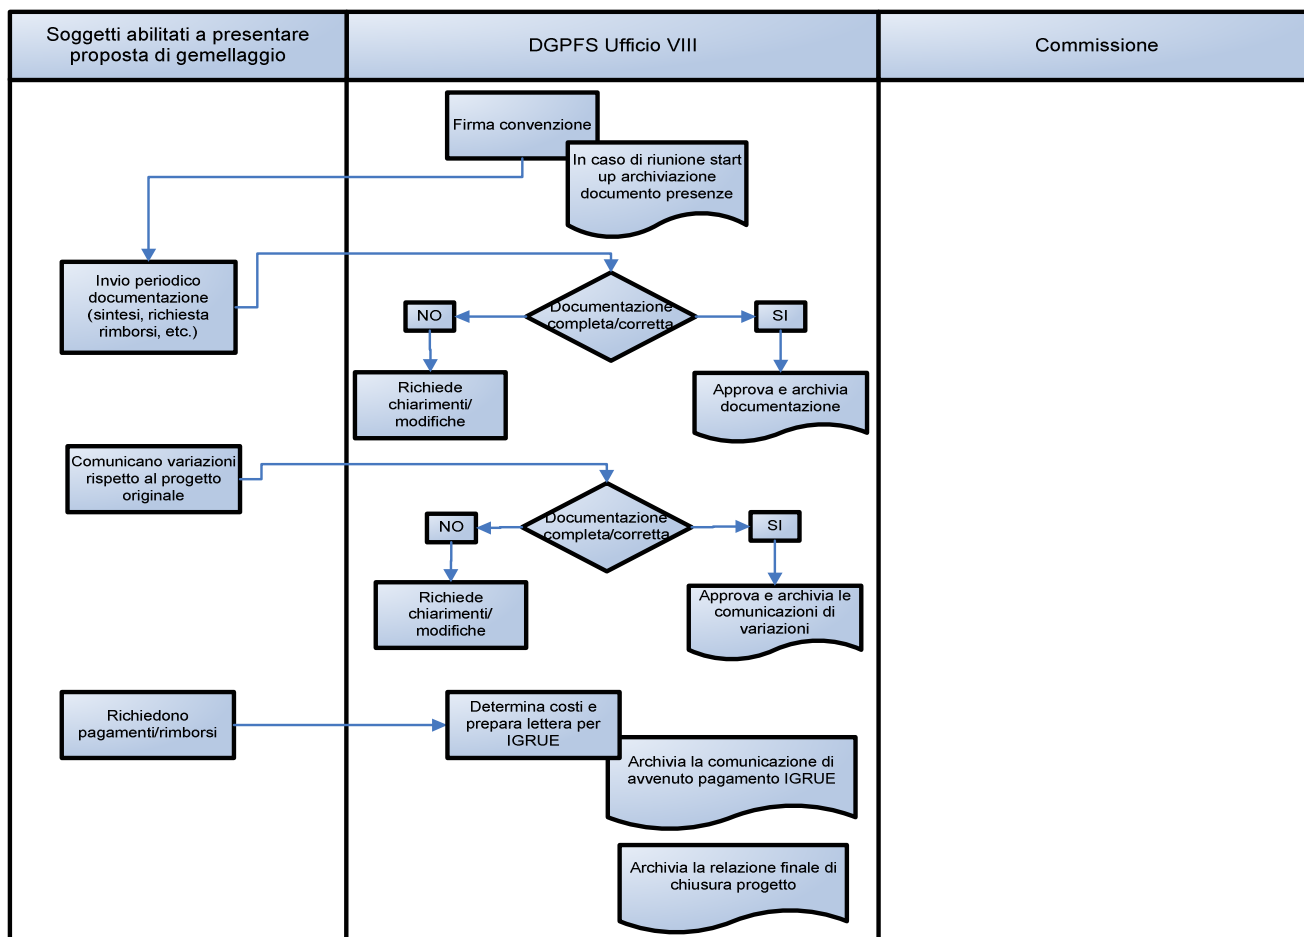 Soggetti abilitati a presentare
proposta di gemellaggio
DGPFS Ufficio VIII
Commissione
Firma convenzione
In caso di riunione start
up archiviazione
documento presenze
Invio periodico
documentazione
(sintesi, richiesta
rimborsi, etc.)
Documentazione
completa/corretta
NO
SI
Richiede
chiarimenti/
modifiche
Approva e archivia
documentazione
Comunicano variazioni
rispetto al progetto
originale
Documentazione
completa/corretta
NO
SI
Richiede
chiarimenti/
modifiche
Approva e archivia le
comunicazioni di
variazioni
Richiedono
pagamenti/rimborsi
Determina costi e
prepara lettera per
IGRUE
Archivia la comunicazione di
avvenuto pagamento IGRUE
Archivia la relazione finale di
chiusura progetto